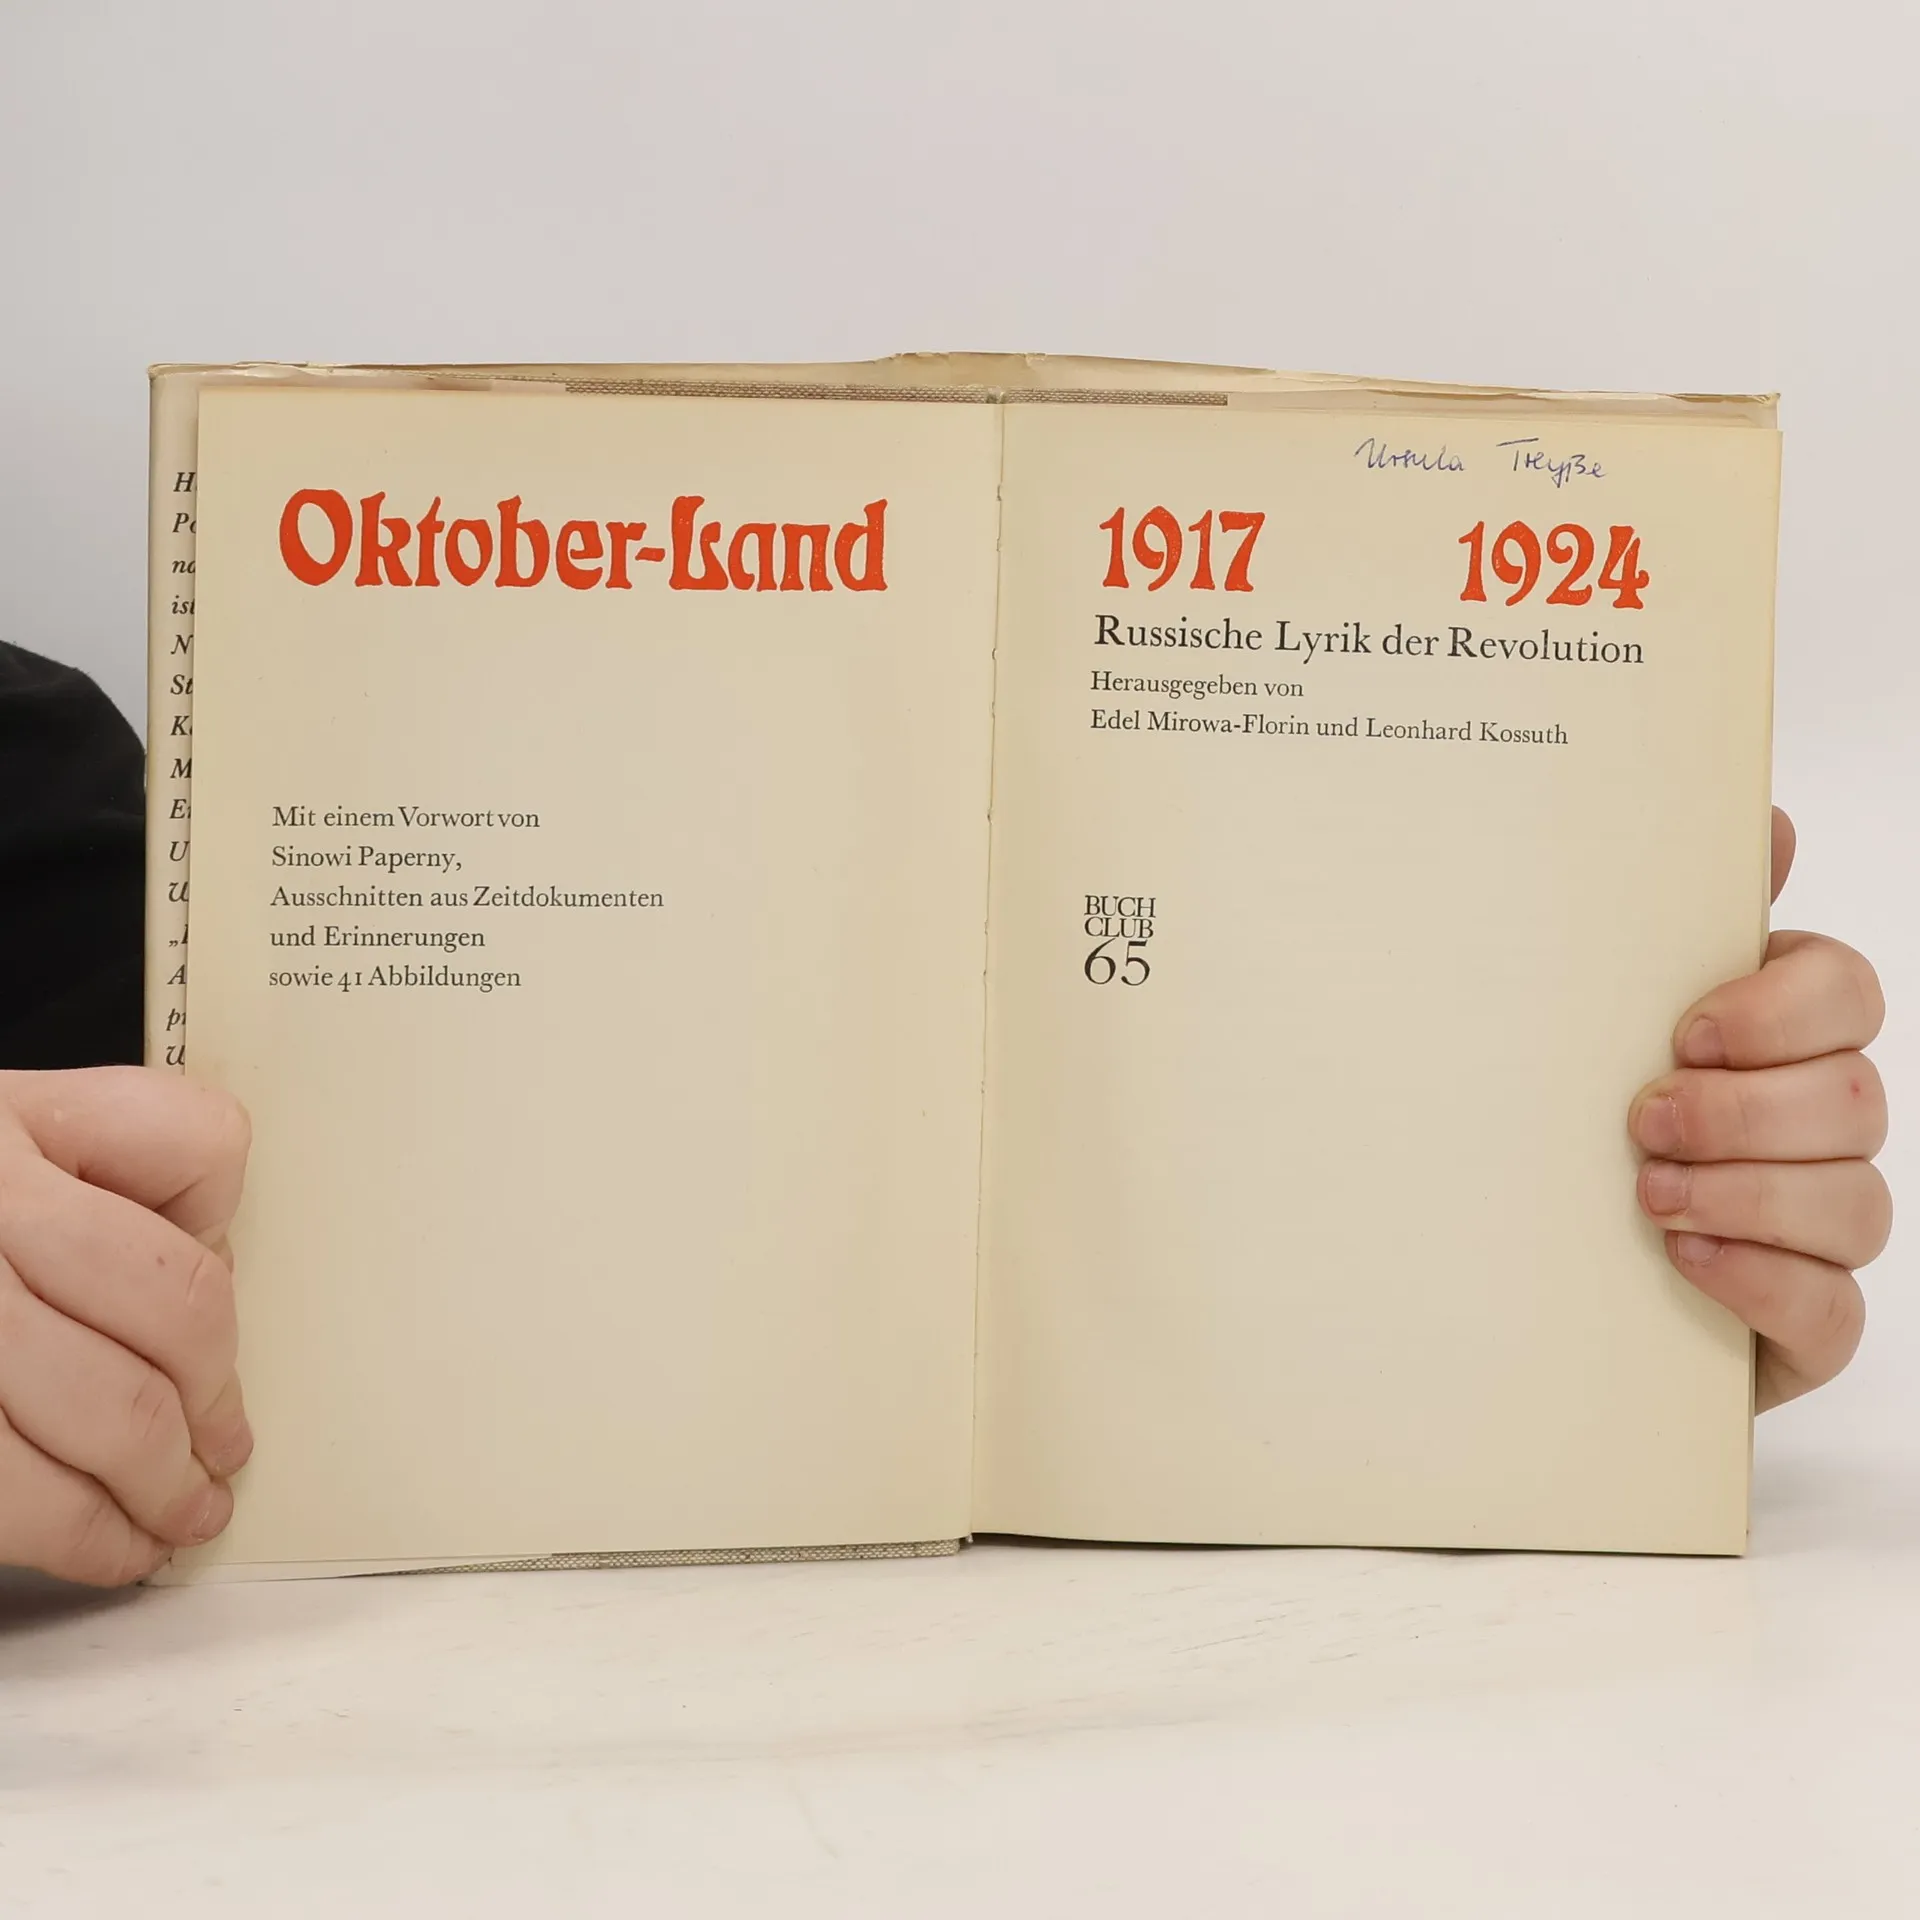 Oktober-Land
Mit einem Vorwort von
Sinowi Paperny,
Ausschnitten aus Zeitdokumenten
und Erinnerungen
sowie 41 Abbildungen
Ursula Treyße
1917 1924
Russische Lyrik der Revolution
Herausgegeben von
Edel Mirowa-Florin und Leonhard Kossuth
BUCH
CLUB
65